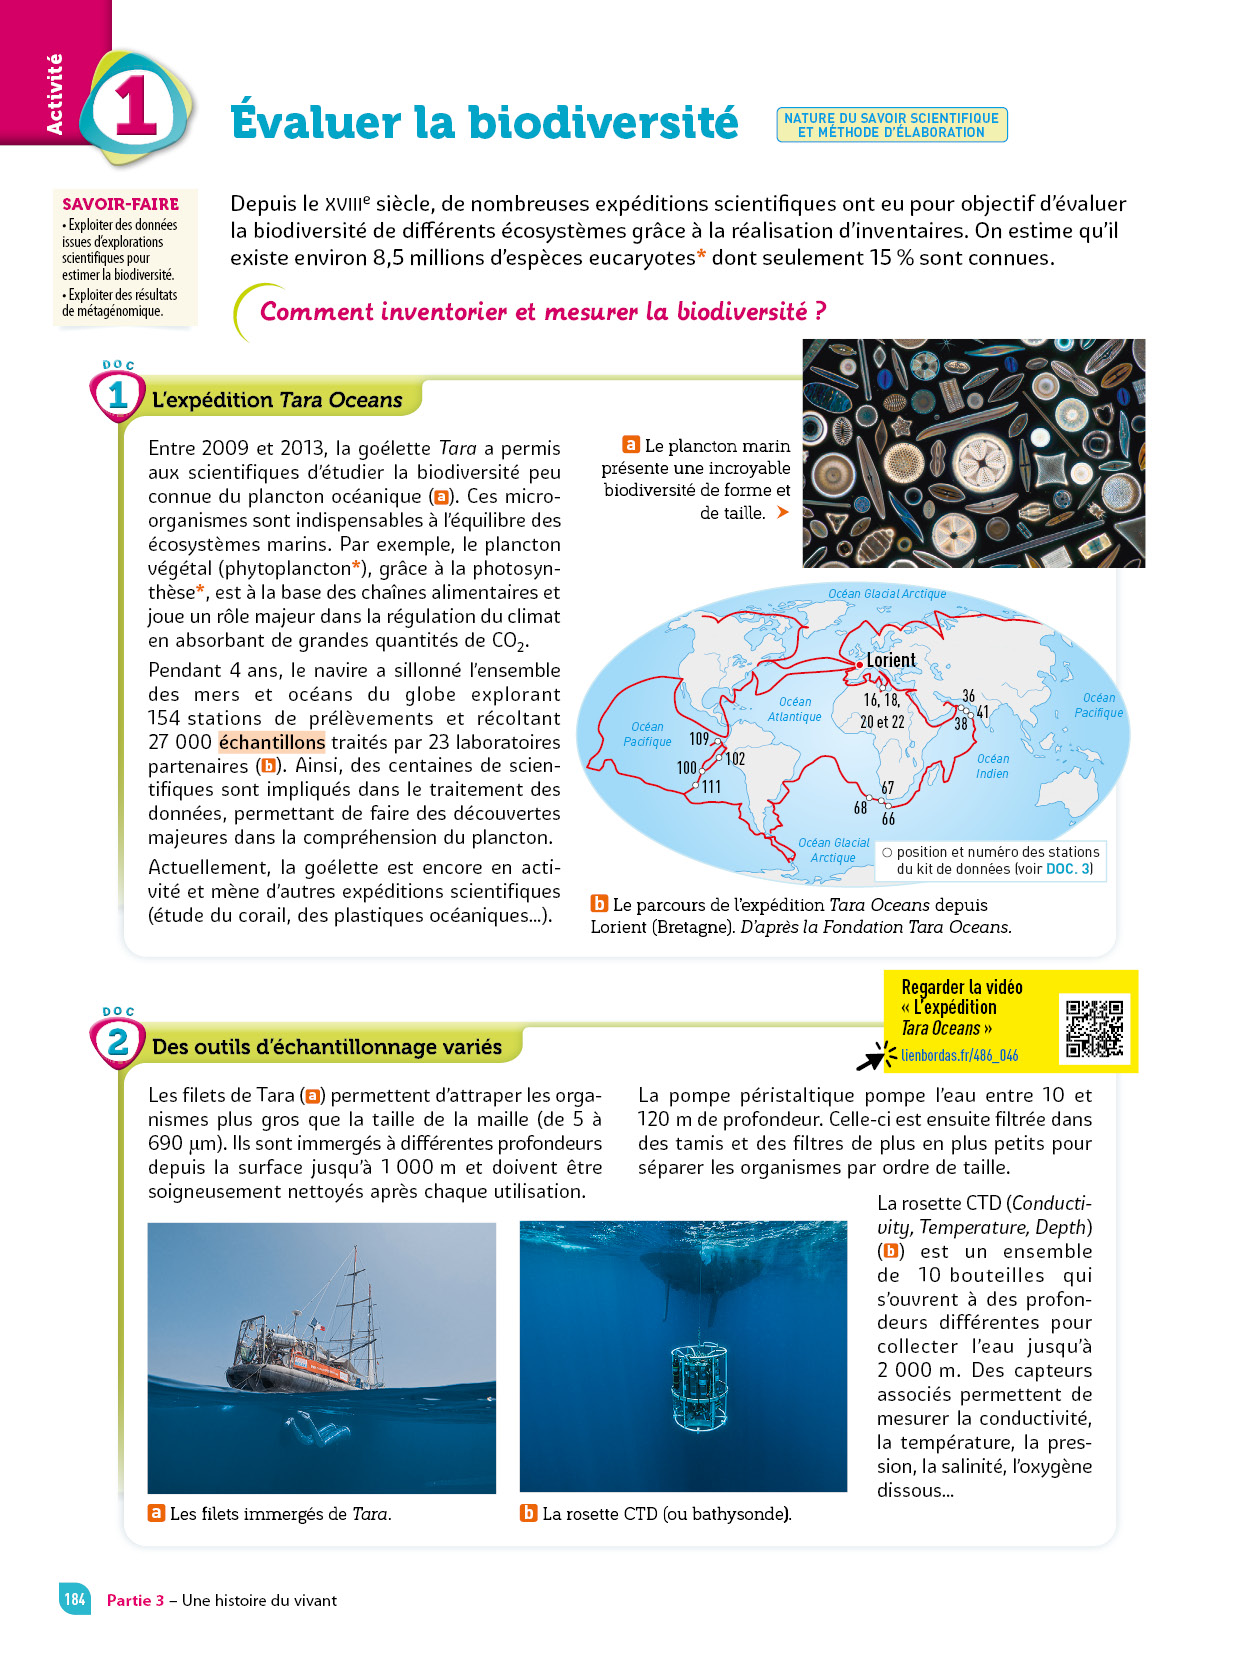 Activité
1
Évaluer la biodiversité
NATURE DU SAVOIR SCIENTIFIQUE
ET MÉTHODE D'ÉLABORATION
SAVOIR-FAIRE
• Exploiter des données
issues d'explorations
scientifiques pour
estimer la biodiversité.
• Exploiter des résultats
de métagénomique.
Depuis le XVIIIe siècle, de nombreuses expéditions scientifiques ont eu pour objectif d'évaluer
la biodiversité de différents écosystèmes grâce à la réalisation d'inventaires. On estime qu'il
existe environ 8,5 millions d'espèces eucaryotes* dont seulement 15 % sont connues.
Comment inventorier et mesurer la biodiversité ?
DOC
1
L'expédition Tara Oceans
Entre 2009 et 2013, la goélette Tara a permis
aux scientifiques d'étudier la biodiversité peu
connue du plancton océanique (a). Ces micro-
organismes sont indispensables à l'équilibre des
écosystèmes marins. Par exemple, le plancton
végétal (phytoplancton*), grâce à la photosyn-
thèse*, est à la base des chaînes alimentaires et
joue un rôle majeur dans la régulation du climat
en absorbant de grandes quantités de CO2.
Pendant 4 ans, le navire a sillonné l'ensemble
des mers et océans du globe explorant
154 stations de prélèvements et récoltant
27 000 échantillons traités par 23 laboratoires
partenaires (b). Ainsi, des centaines de scien-
tifiques sont impliqués dans le traitement des
données, permettant de faire des découvertes
majeures dans la compréhension du plancton.
Actuellement, la goélette est encore en acti-
vité et mène d'autres expéditions scientifiques
(étude du corail, des plastiques océaniques...).
a Le plancton marin
présente une incroyable
biodiversité de forme et
de taille.
Océan Glacial Arctique
Lorient
Océan
Atlantique
16, 18,
20 et 22
36
41
38
Océan
Pacifique
Océan
Pacifique
109
102
100
111
Océan
Indien
67
68
66
Océan Glacial
Arctique
position et numéro des stations
du kit de données (voir DOC. 3)
b Le parcours de l'expédition Tara Oceans depuis
Lorient (Bretagne). D'après la Fondation Tara Oceans.
Regarder la vidéo
« L'expédition
Tara Oceans »
lienbordas.fr/486_046
DOC
2
Des outils d'échantillonnage variés
Les filets de Tara (a) permettent d'attraper les orga-
nismes plus gros que la taille de la maille (de 5 à
690 µm). Ils sont immergés à différentes profondeurs
depuis la surface jusqu'à 1 000 m et doivent être
soigneusement nettoyés après chaque utilisation.
La pompe péristaltique pompe l'eau entre 10 et
120 m de profondeur. Celle-ci est ensuite filtrée dans
des tamis et des filtres de plus en plus petits pour
séparer les organismes par ordre de taille.
La rosette CTD (Conducti-
vity, Temperature, Depth)
(b) est un ensemble
de 10 bouteilles qui
s'ouvrent à des profon-
deurs différentes pour
collecter l'eau jusqu'à
2 000 m. Des capteurs
associés permettent de
mesurer la conductivité,
la température, la pres-
sion, la salinité, l'oxygène
dissous...
a Les filets immergés de Tara.
b La rosette CTD (ou bathysonde).
184
Partie 3 – Une histoire du vivant